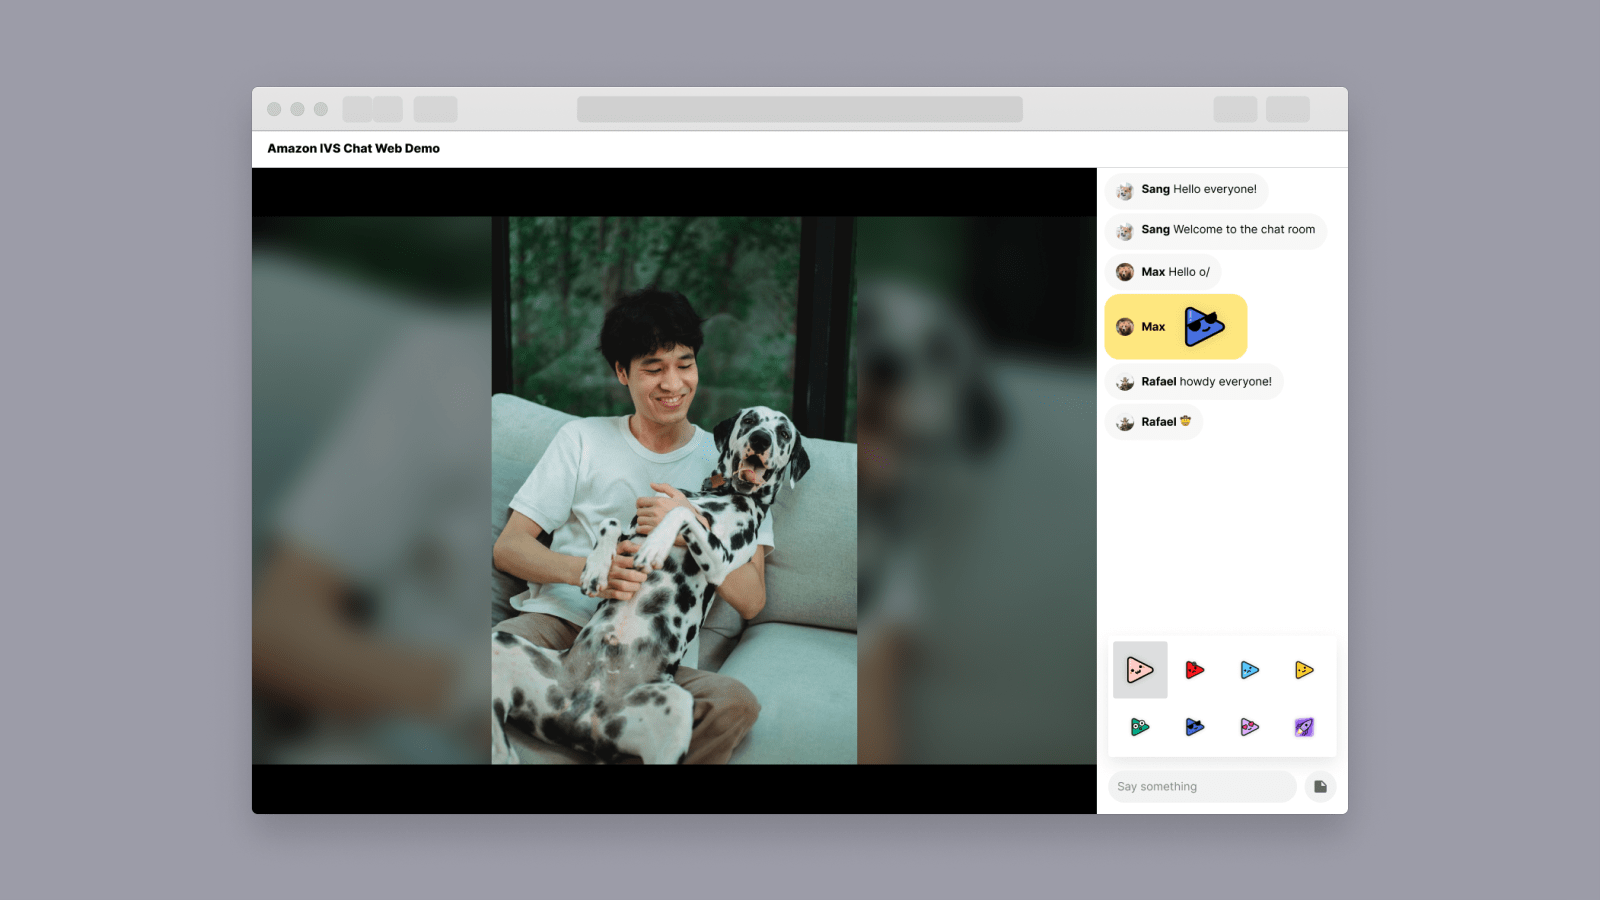 Amazon IVS Chat Web Demo
Sang Hello everyone!
Sang Welcome to the chat room
Max Hello o/
Max
Rafael howdy everyone!
Rafael 🤠
Say something